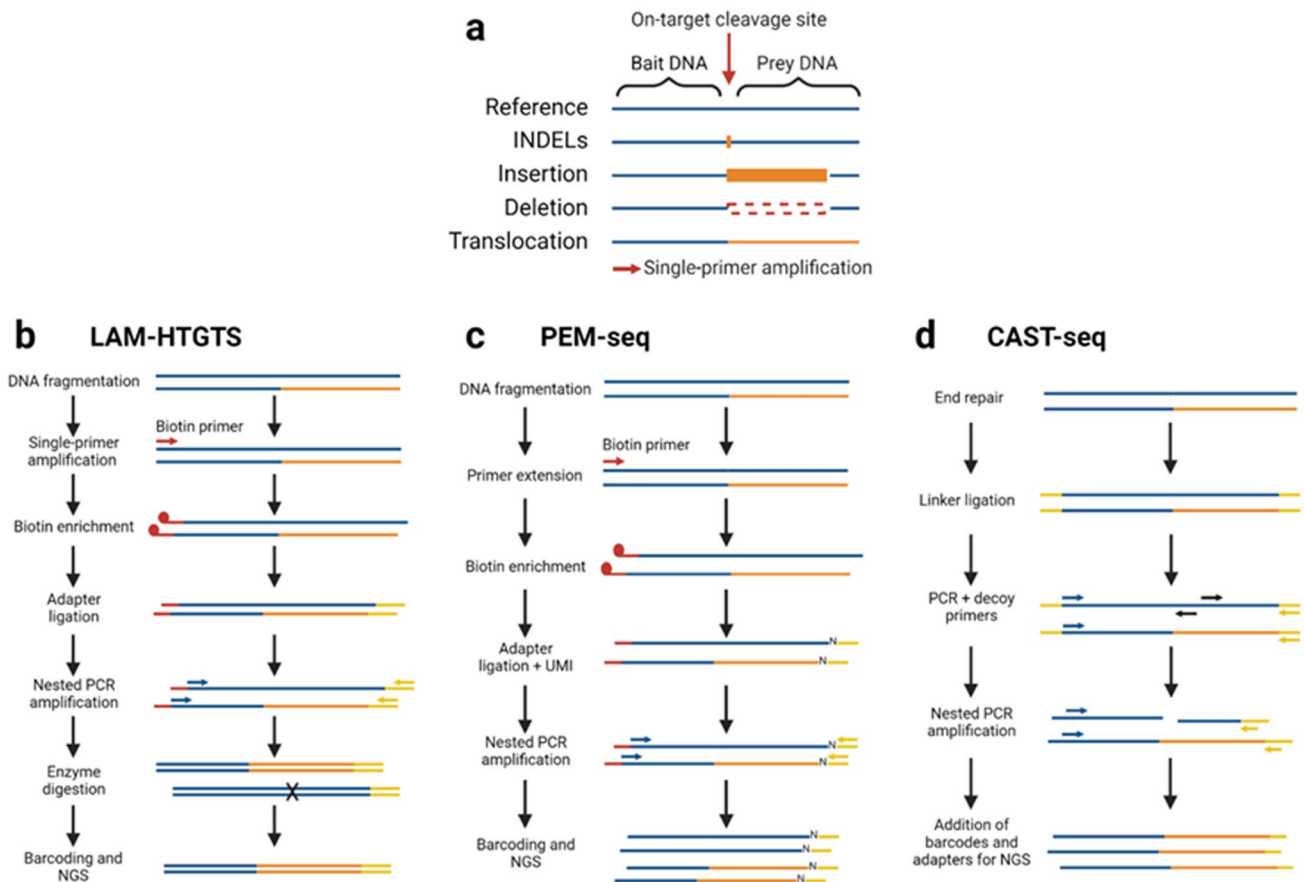 a
On-target cleavage site
Bait DNA
Prey DNA
Reference
INDELs
Insertion
Deletion
Translocation
Single-primer amplification
b LAM-HTGTS
DNA fragmentation
Single-primer
amplification
Biotin primer
Biotin enrichment
Adapter
ligation
Nested PCR
amplification
Enzyme
digestion
X
Barcoding and
NGS
c PEM-seq
DNA fragmentation
Biotin primer
Primer extension
Biotin enrichment
Adapter
ligation + UMI
N
N
Nested PCR
amplification
N
N
Barcoding and
NGS
N
N
N
N
d CAST-seq
End repair
Linker ligation
PCR + decoy
primers
Nested PCR
amplification
Addition of
barcodes and
adapters for NGS